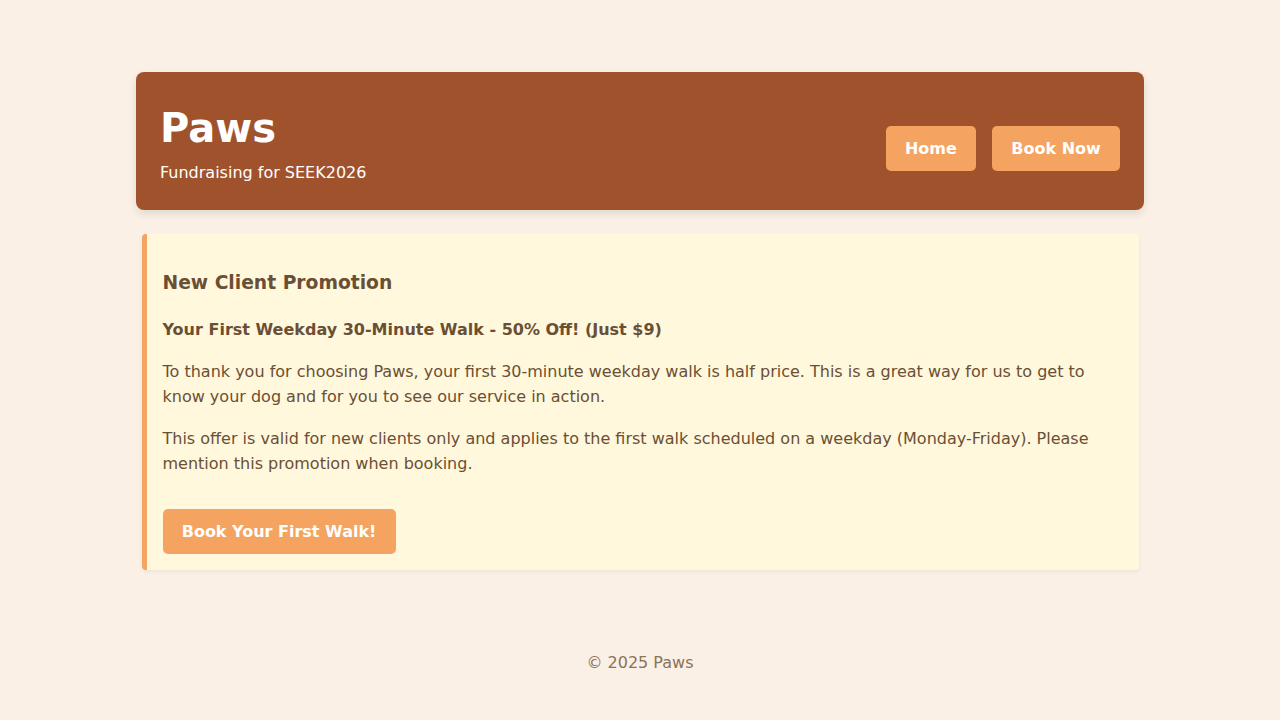 Paws
Fundraising for SEEK2026
Home
Book Now
New Client Promotion
Your First Weekday 30-Minute Walk - 50% Off! (Just $9)
To thank you for choosing Paws, your first 30-minute weekday walk is half price. This is a great way for us to get to
know your dog and for you to see our service in action.
This offer is valid for new clients only and applies to the first walk scheduled on a weekday (Monday-Friday). Please
mention this promotion when booking.
Book Your First Walk!
© 2025 Paws